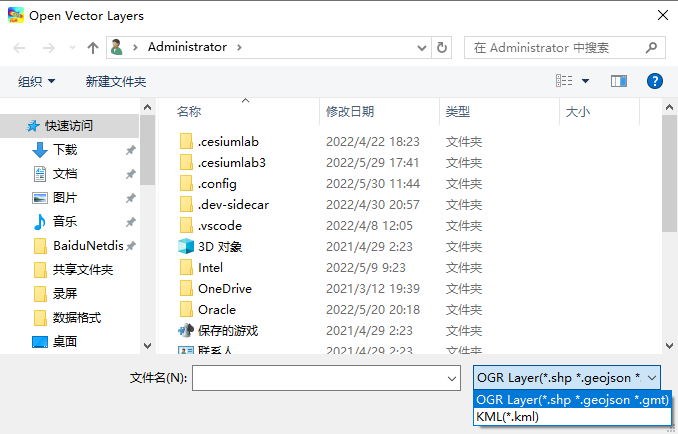 Open Vector Layers
Administrator
在 Administrator 中搜索
组织 新建文件夹
名称 修改日期 类型 大小
快速访问
下载
文档
图片
音乐
BaiduNetdis
共享文件夹
录屏
数据格式
桌面
.cesiumlab 2022/4/22 18:23 文件夹
.cesiumlab3 2022/5/29 17:41 文件夹
.config 2022/5/30 11:44 文件夹
.dev-sidecar 2022/4/30 20:57 文件夹
.vscode 2022/4/8 12:05 文件夹
3D 对象 2021/4/29 2:23 文件夹
Intel 2022/5/9 9:23 文件夹
OneDrive 2021/3/12 19:39 文件夹
Oracle 2022/5/20 20:18 文件夹
保存的游戏 2021/4/29 2:23 文件夹
联系人 2021/4/29 2:23 文件夹
文件名(N): OGR Layer(*.shp *.geojson *.
OGR Layer(*.shp *.geojson *.gmt)
KML(*.kml)